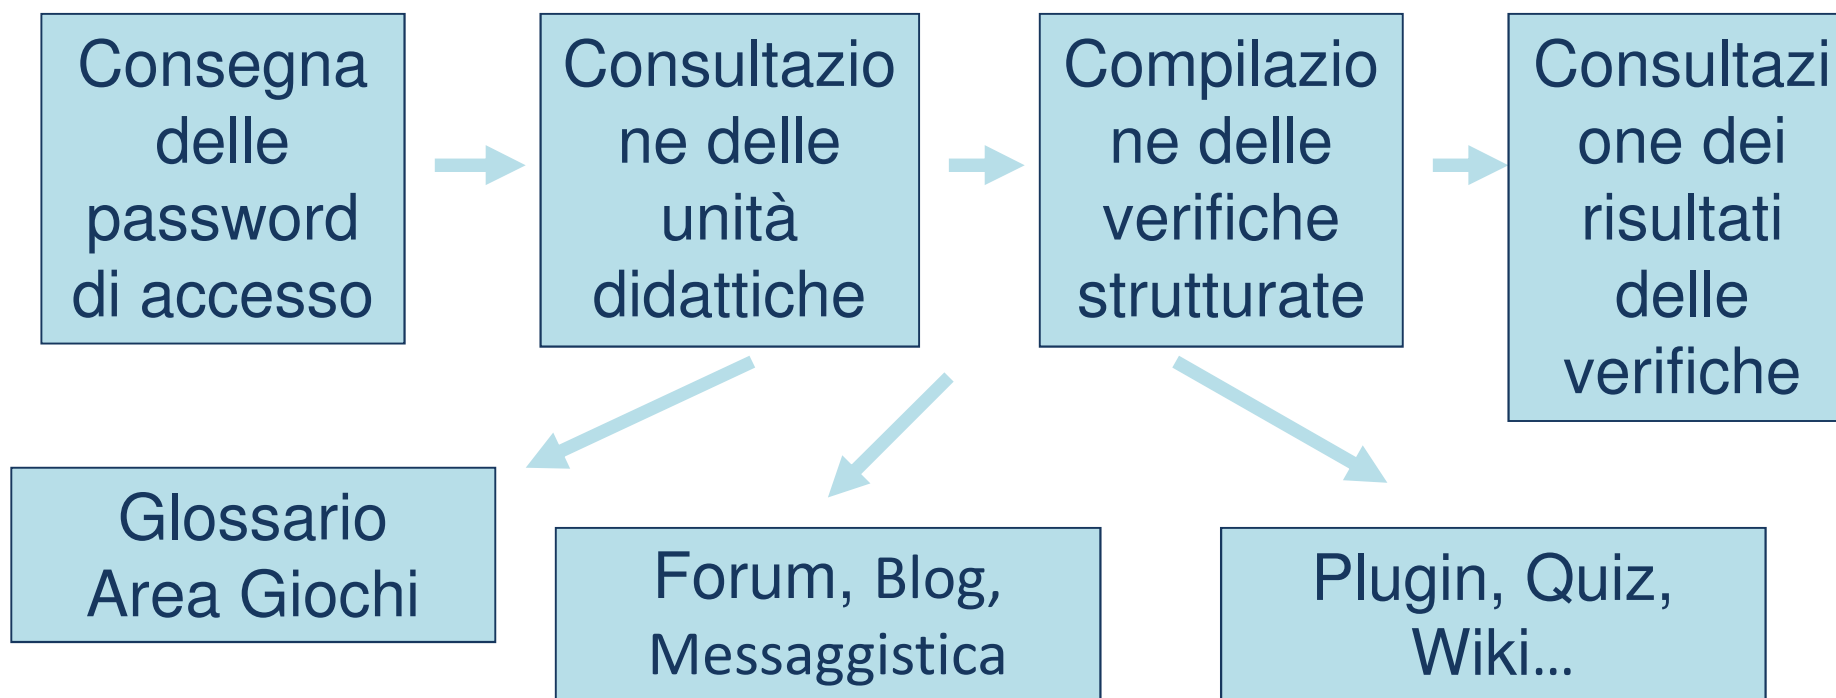 Consegna
delle
password
di accesso
Consultazio
ne delle
unità
didattiche
Compilazio
ne delle
verifiche
strutturate
Consultazi
one dei
risultati
delle
verifiche
Glossario
Area Giochi
Forum, Blog,
Messaggistica
Plugin, Quiz,
Wiki...